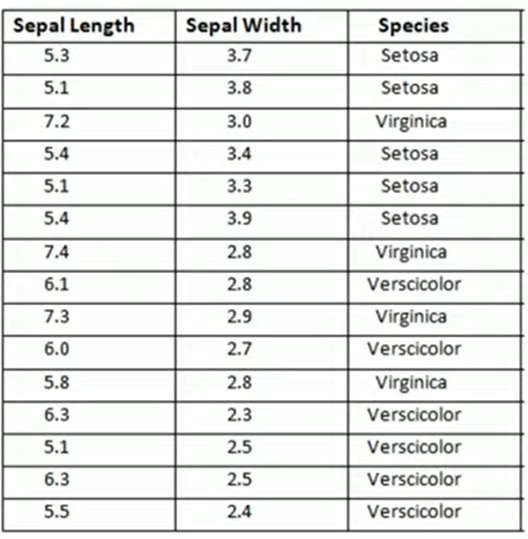 Sepal Length Sepal Width Species
5.3 3.7 Setosa
5.1 3.8 Setosa
7.2 3.0 Virginica
5.4 3.4 Setosa
5.1 3.3 Setosa
5.4 3.9 Setosa
7.4 2.8 Virginica
6.1 2.8 Verscicolor
7.3 2.9 Virginica
6.0 2.7 Verscicolor
5.8 2.8 Virginica
6.3 2.3 Verscicolor
5.1 2.5 Verscicolor
6.3 2.5 Verscicolor
5.5 2.4 Verscicolor